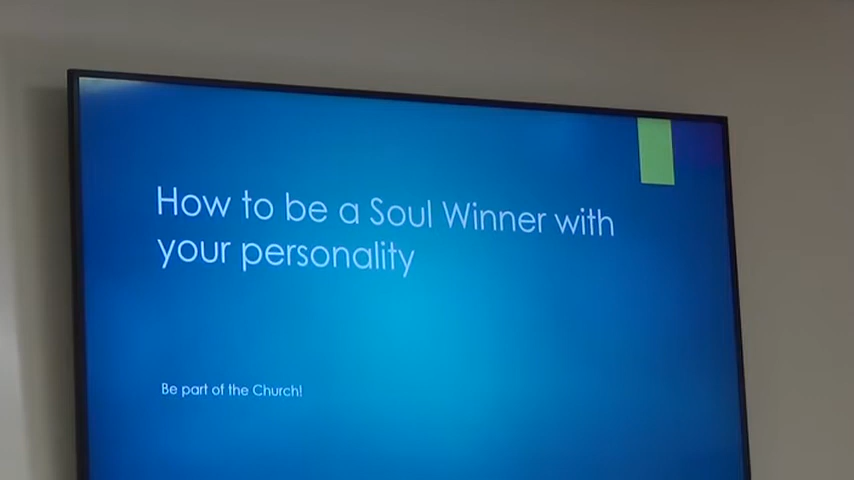 How to be a Soul Winner with
your personality
Be part of the Church!